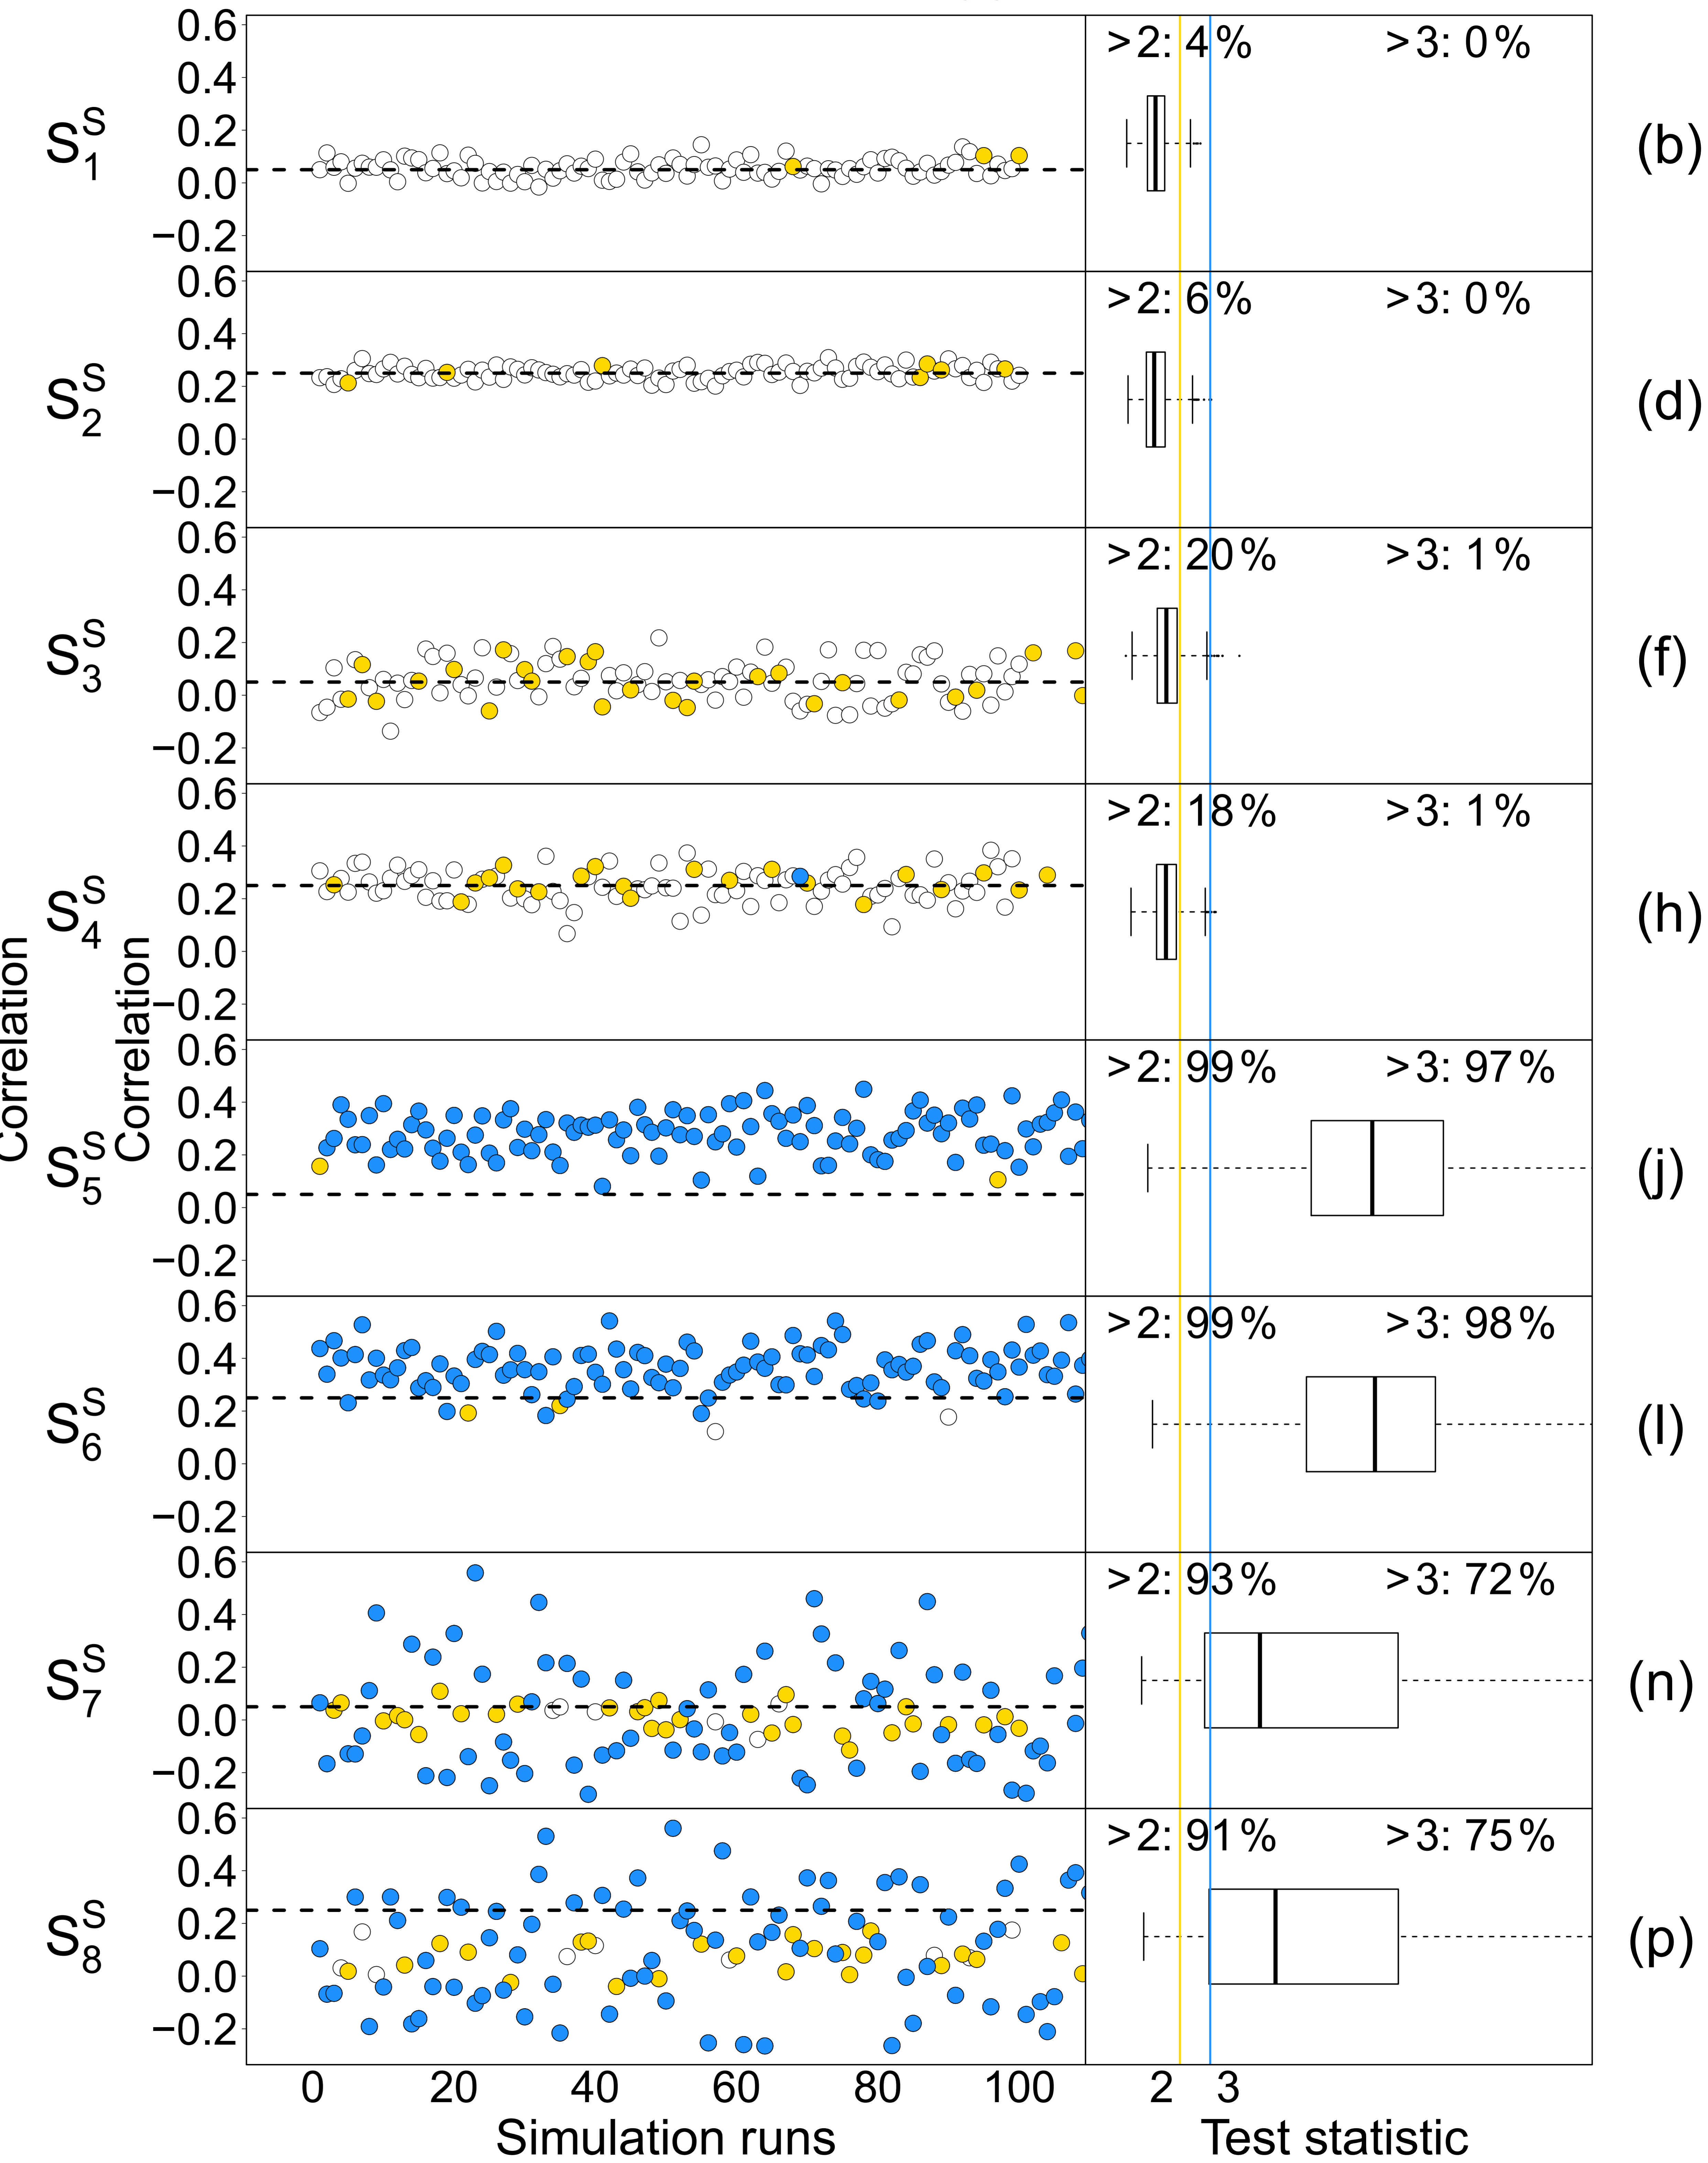 0.6
0.4
0.2
0.0
−0.2
S₁ˢ
>2: 4%
>3: 0%
(b)
0.6
0.4
0.2
0.0
−0.2
S₂ˢ
>2: 6%
>3: 0%
(d)
0.6
0.4
0.2
0.0
−0.2
S₃ˢ
>2: 20%
>3: 1%
(f)
0.6
0.4
0.2
0.0
−0.2
S₄ˢ
>2: 18%
>3: 1%
(h)
Correlation
Correlation
0.6
0.4
0.2
0.0
−0.2
S₅ˢ
>2: 99%
>3: 97%
(j)
0.6
0.4
0.2
0.0
−0.2
S₆ˢ
>2: 99%
>3: 98%
(l)
0.6
0.4
0.2
0.0
−0.2
S₇ˢ
>2: 93%
>3: 72%
(n)
0.6
0.4
0.2
0.0
−0.2
S₈ˢ
>2: 91%
>3: 75%
(p)
0 20 40 60 80 100
2 3
Simulation runs
Test statistic